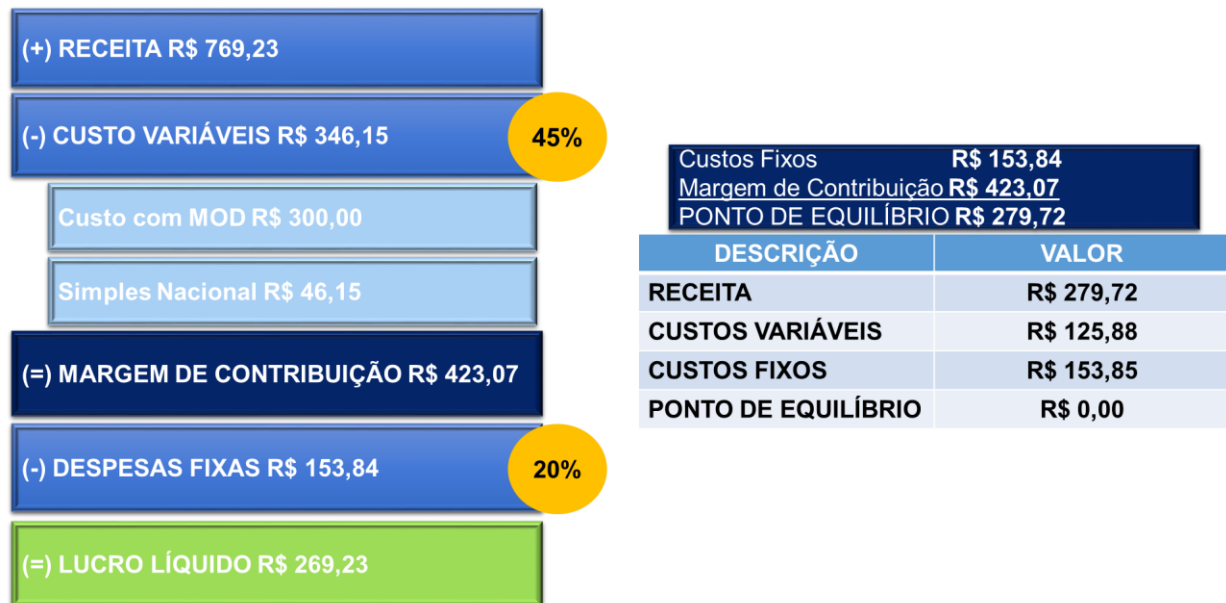 (+) RECEITA R$ 769,23
(-) CUSTO VARIÁVEIS R$ 346,15
45%
Custo com MOD R$ 300,00
Simples Nacional R$ 46,15
(=) MARGEM DE CONTRIBUIÇÃO R$ 423,07
(-) DESPESAS FIXAS R$ 153,84
20%
(=) LUCRO LÍQUIDO R$ 269,23
Custos Fixos R$ 153,84
Margem de Contribuição R$ 423,07
PONTO DE EQUILÍBRIO R$ 279,72
DESCRIÇÃO VALOR
RECEITA R$ 279,72
CUSTOS VARIÁVEIS R$ 125,88
CUSTOS FIXOS R$ 153,85
PONTO DE EQUILÍBRIO R$ 0,00